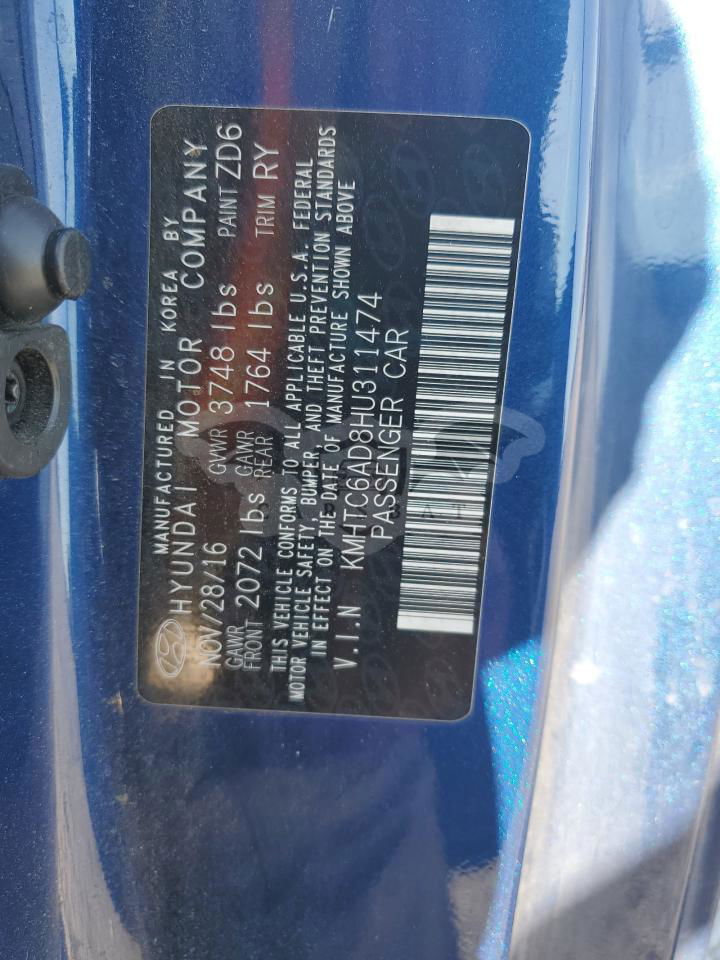 MANUFACTURED IN KOREA BY
HYUNDAI MOTOR COMPANY
NOV/28/16 GVWR 3748 lbs PAINT ZD6
GAWR FRONT 2072 lbs GAWR REAR 1764 lbs TRIM RY
THIS VEHICLE CONFORMS TO ALL APPLICABLE U.S.A. FEDERAL
MOTOR VEHICLE SAFETY, BUMPER, AND THEFT PREVENTION STANDARDS
IN EFFECT ON THE DATE OF MANUFACTURE SHOWN ABOVE
V.I.N KMHTC6AD8HU311474
PASSENGER CAR